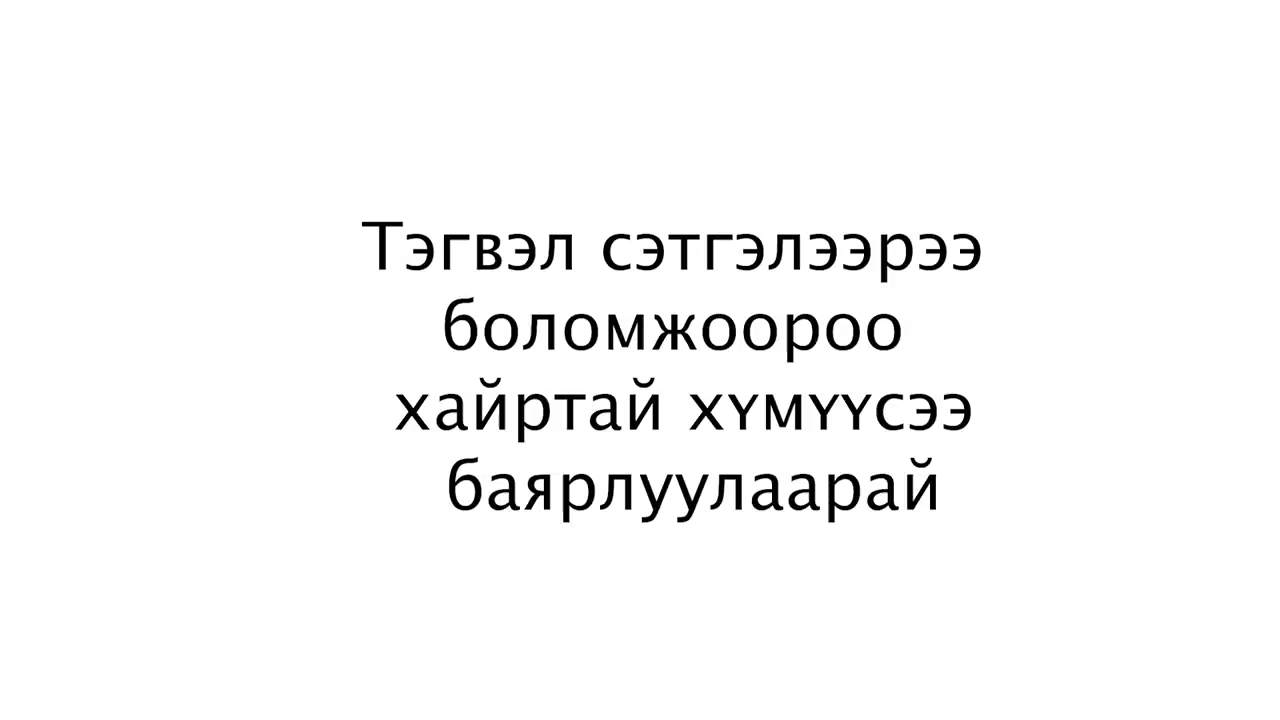 Тэгвэл сэтгэлээрээ
боломжоороо
хайртай хүмүүсээ
баярлуулаарай